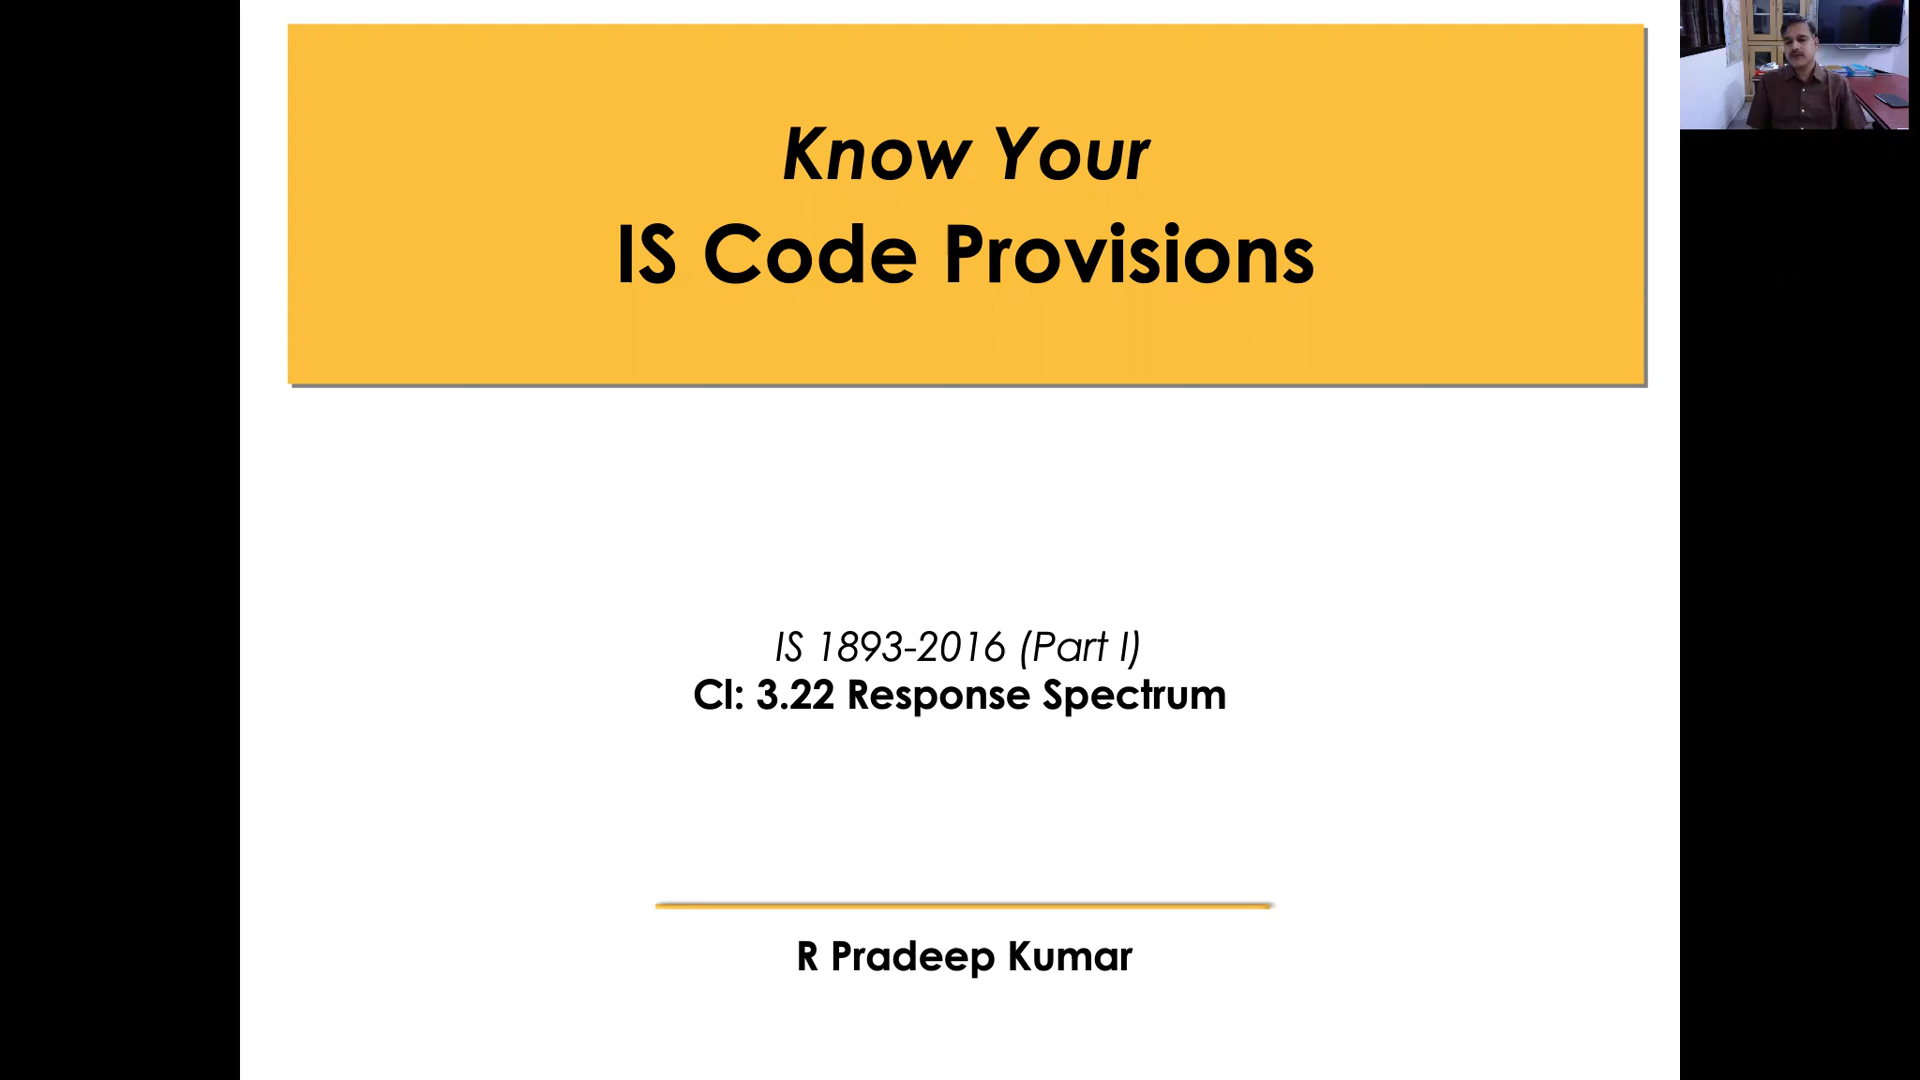 Know Your
IS Code Provisions
IS 1893-2016 (Part I)
Cl: 3.22 Response Spectrum
R Pradeep Kumar